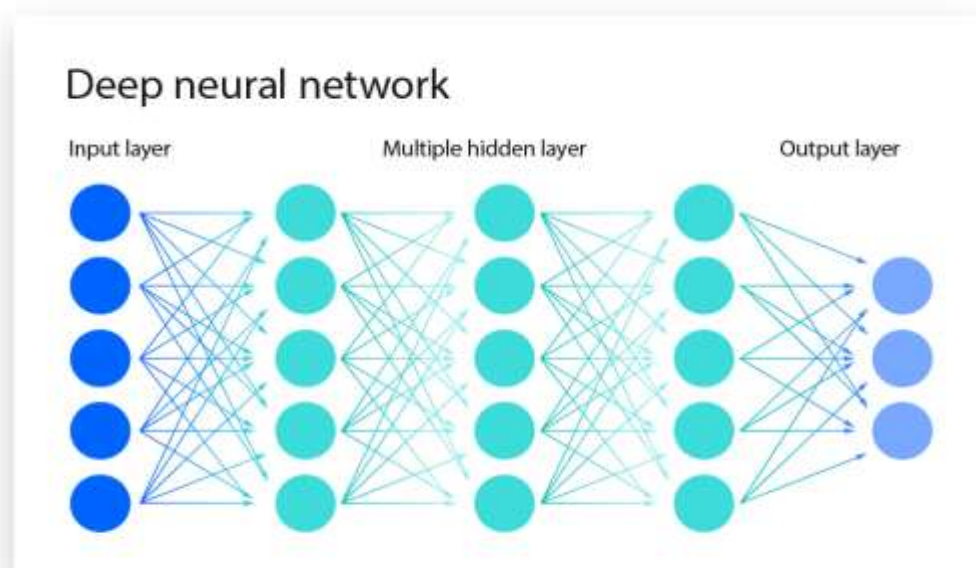 Deep neural network
Input layer
Multiple hidden layer
Output layer